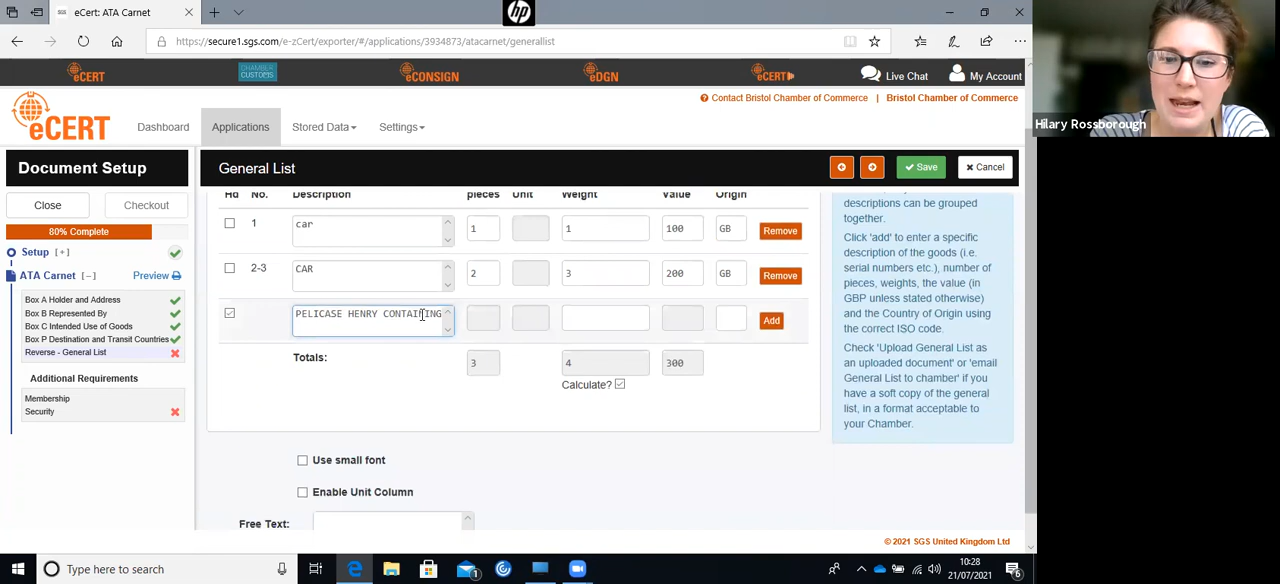 eCert: ATA Carnet
hp
https://secure1.sgs.com/e-zCert/exporter/#/applications/3934873/atacarnet/generallist
eCERT
CHAMBER CUSTOMS
eCONSIGN
eDGN
eCERT
Live Chat
My Account
Contact Bristol Chamber of Commerce | Bristol Chamber of Commerce
eCERT
Dashboard
Applications
Stored Data
Settings
Hilary Rossborough
Document Setup
Close
Checkout
80% Complete
Setup [+]
ATA Carnet [–]
Preview
Box A Holder and Address
Box B Represented By
Box C Intended Use of Goods
Box P Destination and Transit Countries
Reverse - General List
Additional Requirements
Membership
Security
General List
Save
Cancel
Hd No. Description pieces Unit Weight Value Origin
1 car 1 1 100 GB Remove
2-3 CAR 2 3 200 GB Remove
PELICASE HENRY CONTAINING Add
Totals: 3 4 300
Calculate?
Use small font
Enable Unit Column
Free Text:
descriptions can be grouped
together.
Click 'add' to enter a specific
description of the goods (i.e.
serial numbers etc.), number of
pieces, weights, the value (in
GBP unless stated otherwise)
and the Country of Origin using
the correct ISO code.
Check 'Upload General List as
an uploaded document' or 'email
General List to chamber' if you
have a soft copy of the general
list, in a format acceptable to
your Chamber.
© 2021 SGS United Kingdom Ltd
Type here to search
10:28
21/07/2021